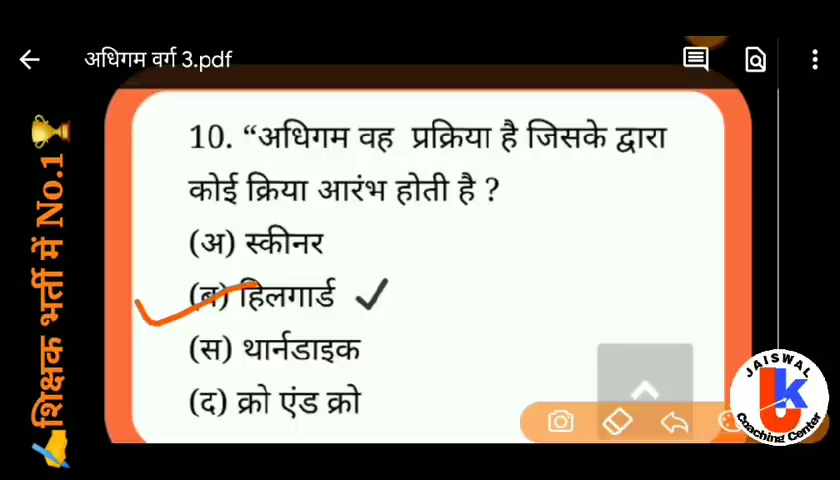 अधिगम वर्ग 3.pdf
शिक्षक भर्ती में No.1
10. “अधिगम वह प्रक्रिया है जिसके द्वारा
कोई क्रिया आरंभ होती है ?
(अ) स्कीनर
(ब) हिलगार्ड
(स) थार्नडाइक
(द) क्रो एंड क्रो
JAISWAL
Coaching Center